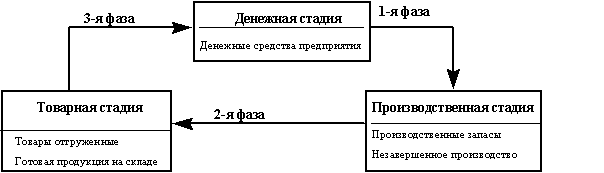 3-я фаза
Денежная стадия
1-я фаза
Денежные средства предприятия
Товарная стадия
2-я фаза
Производственная стадия
Товары отгруженные
Готовая продукция на складе
Производственные запасы
Незавершенное производство